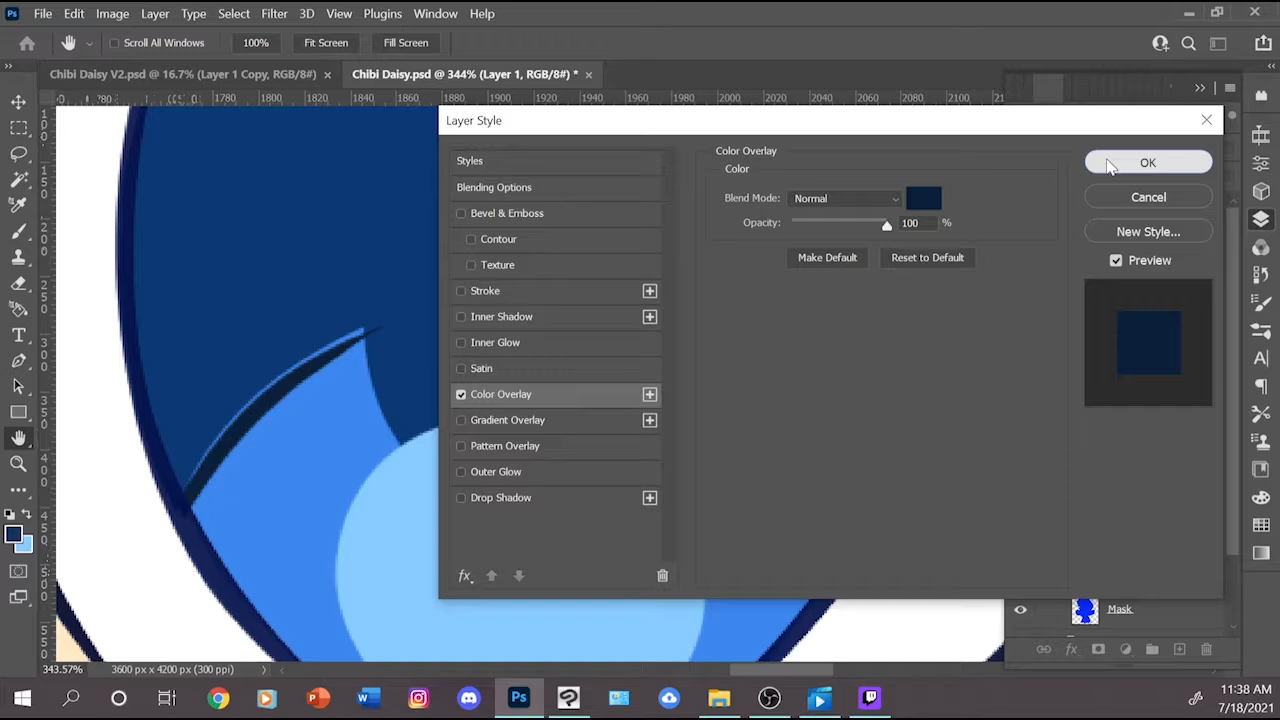 Ps File Edit Image Layer Type Select Filter 3D View Plugins Window Help
Scroll All Windows 100% Fit Screen Fill Screen
Chibi Daisy V2.psd @ 16.7% (Layer 1 Copy, RGB/8#) × Chibi Daisy.psd @ 344% (Layer 1, RGB/8#) * ×
1780 1800 1820 1840 1860 1880 1900 1920 1940 1960 1980 2000 2020 2040 2060 2080 2100
Layer Style
Styles
Blending Options
Bevel & Emboss
Contour
Texture
Stroke
Inner Shadow
Inner Glow
Satin
Color Overlay
Gradient Overlay
Pattern Overlay
Outer Glow
Drop Shadow
fx
Color Overlay
Color
Blend Mode: Normal
Opacity: 100 %
Make Default Reset to Default
OK
Cancel
New Style...
Preview
Mask
343.57% 3600 px x 4200 px (300 ppi)
11:38 AM
7/18/2021